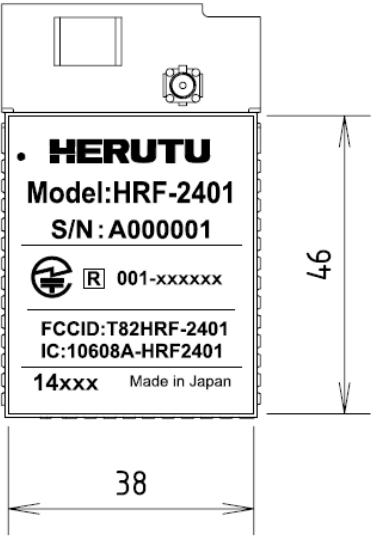 HERUTU
Model:HRF-2401
S/N:A000001
R 001-xxxxxx
FCCID:T82HRF-2401
IC:10608A-HRF2401
14xxx Made in Japan
46
38